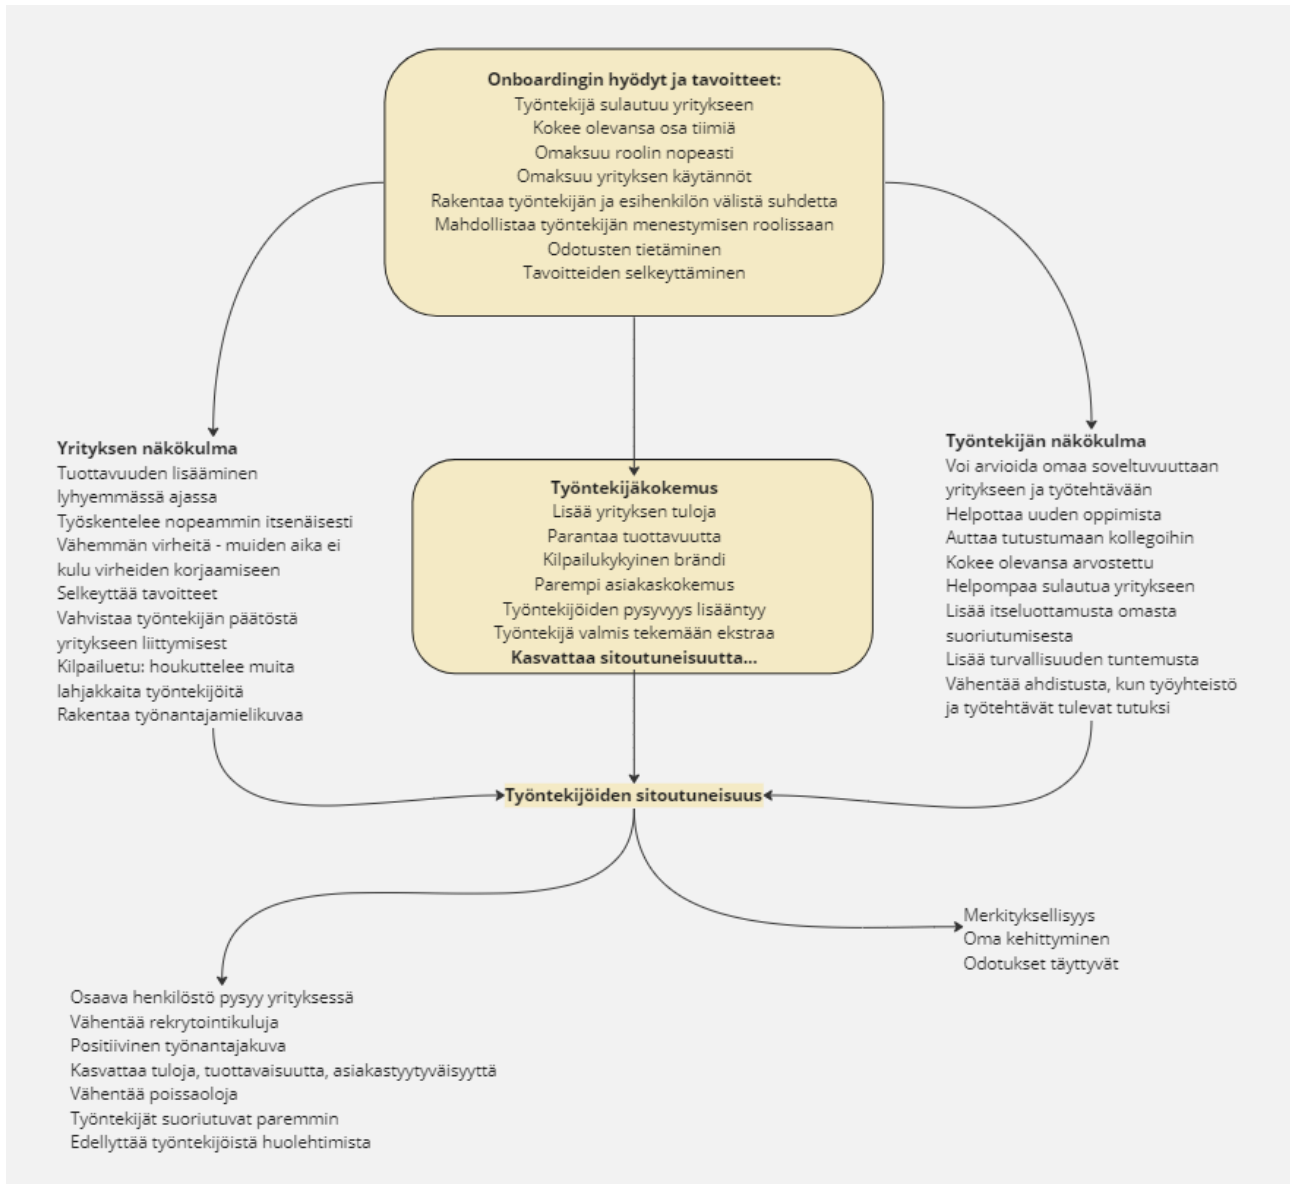 Onboardingin hyödyt ja tavoitteet:
Työntekijä sulautuu yritykseen
Kokee olevansa osa tiimiä
Omaksuu roolin nopeasti
Omaksuu yrityksen käytännöt
Rakentaa työntekijän ja esihenkilön välistä suhdetta
Mahdollistaa työntekijän menestymisen roolissaan
Odotusten tietäminen
Tavoitteiden selkeyttäminen
Yrityksen näkökulma
Tuottavuuden lisääminen
lyhyemmässä ajassa
Työskentelee nopeammin itsenäisesti
Vähemmän virheitä - muiden aika ei
kulu virheiden korjaamiseen
Selkeyttää tavoitteet
Vahvistaa työntekijän päätöstä
yritykseen liittymisest
Kilpailuetu: houkuttelee muita
lahjakkaita työntekijöitä
Rakentaa työnantajamielikuvaa
Työntekijäkokemus
Lisää yrityksen tuloja
Parantaa tuottavuutta
Kilpailukykyinen brändi
Parempi asiakaskokemus
Työntekijöiden pysyvyys lisääntyy
Työntekijä valmis tekemään ekstraa
Kasvattaa sitoutuneisuutta...
Työntekijän näkökulma
Voi arvioida omaa soveltuvuuttaan
yritykseen ja työtehtävään
Helpottaa uuden oppimista
Auttaa tutustumaan kollegoihin
Kokee olevansa arvostettu
Helpompaa sulautua yritykseen
Lisää itseluottamusta omasta
suoriutumisesta
Lisää turvallisuuden tuntemusta
Vähentää ahdistusta, kun työyhteistö
ja työtehtävät tulevat tutuksi
Työntekijöiden sitoutuneisuus
Merkityksellisyys
Oma kehittyminen
Odotukset täyttyvät
Osaava henkilöstö pysyy yrityksessä
Vähentää rekrytointikuluja
Positiivinen työnantajakuva
Kasvattaa tuloja, tuottavaisuutta, asiakastyytyväisyyttä
Vähentää poissaoloja
Työntekijät suoriutuvat paremmin
Edellyttää työntekijöistä huolehtimista